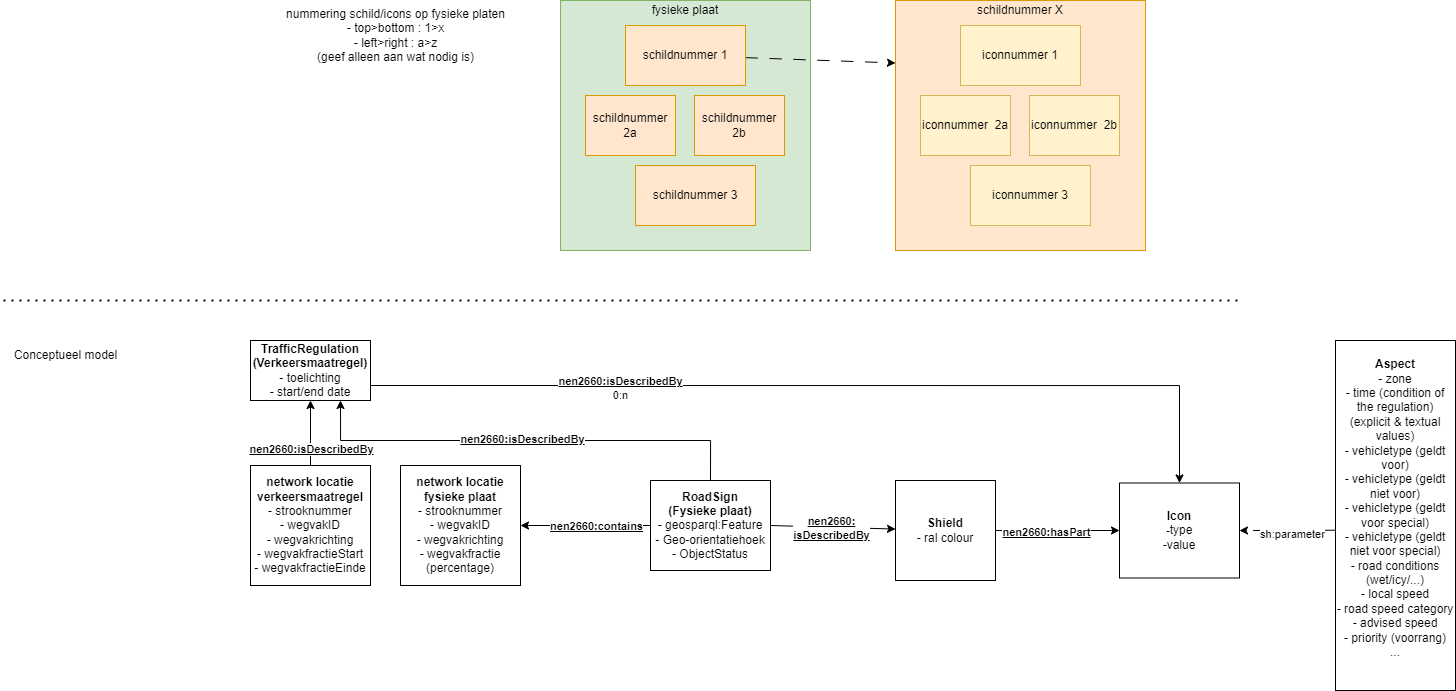 nummering schild/icons op fysieke platen
- top>bottom : 1>x
- left>right : a>z
(geef alleen aan wat nodig is)
fysieke plaat
schildnummer 1
schildnummer
2a
schildnummer
2b
schildnummer 3
schildnummer X
iconnummer 1
iconnummer 2a
iconnummer 2b
iconnummer 3
Conceptueel model
TrafficRegulation
(Verkeersmaatregel)
- toelichting
- start/end date
nen2660:isDescribedBy
0:n
nen2660:isDescribedBy
nen2660:isDescribedBy
network locatie
verkeersmaatregel
- strooknummer
- wegvakID
- wegvakrichting
- wegvakfractieStart
- wegvakfractieEinde
network locatie
fysieke plaat
- strooknummer
- wegvakID
- wegvakrichting
- wegvakfractie
(percentage)
nen2660:contains
RoadSign
(Fysieke plaat)
- geosparql:Feature
- Geo-orientatiehoek
- ObjectStatus
nen2660:
isDescribedBy
Shield
- ral colour
nen2660:hasPart
Icon
-type
-value
sh:parameter
Aspect
- zone
- time (condition of
the regulation)
(explicit & textual
values)
- vehicletype (geldt
voor)
- vehicletype (geldt
niet voor)
- vehicletype (geldt
voor special)
- vehicletype (geldt
niet voor special)
- road conditions
(wet/icy/...)
- local speed
- road speed category
- advised speed
- priority (voorrang)
...